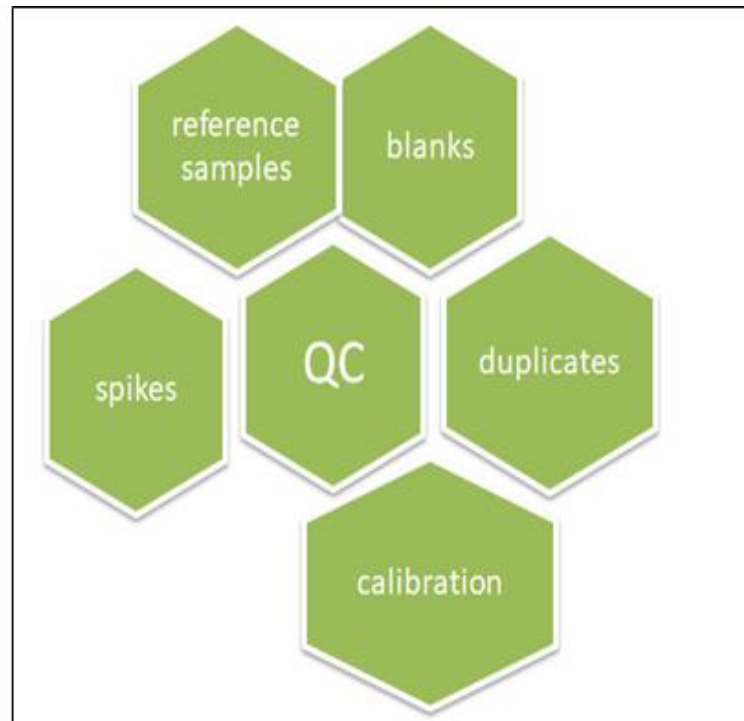 reference
samples
blanks
spikes
QC
duplicates
calibration